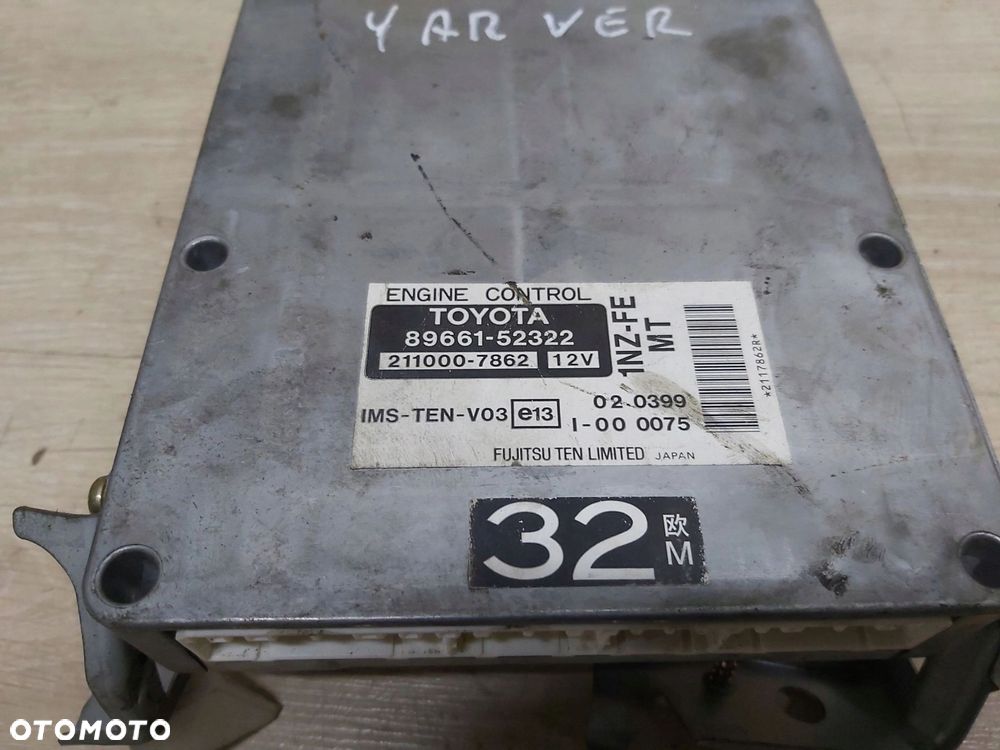 YAR VER
ENGINE CONTROL
TOYOTA
89661-52322
211000-7862 12V
1NZ-FE
MT
*2117862R*
IMS-TEN-V03 e13 02 0399
I-00 0075
FUJITSU TEN LIMITED JAPAN
32 欧
M
OTOMOTO